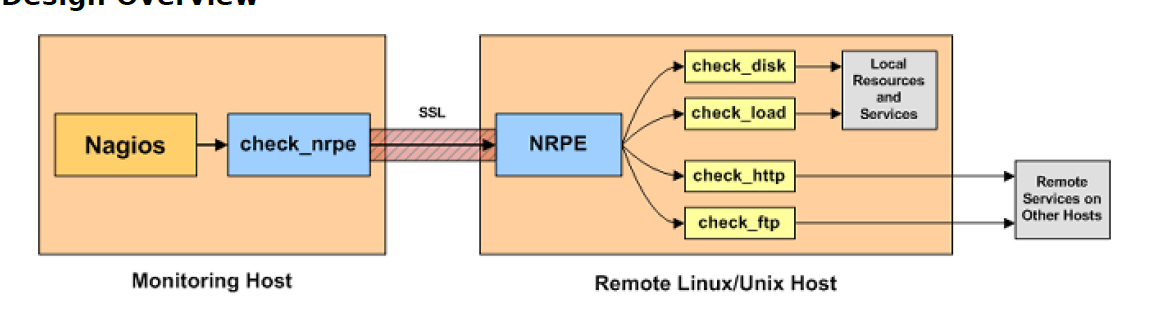 Design Overview
Nagios
check_nrpe
SSL
NRPE
check_disk
check_load
check_http
check_ftp
Local
Resources
and
Services
Remote
Services on
Other Hosts
Monitoring Host
Remote Linux/Unix Host